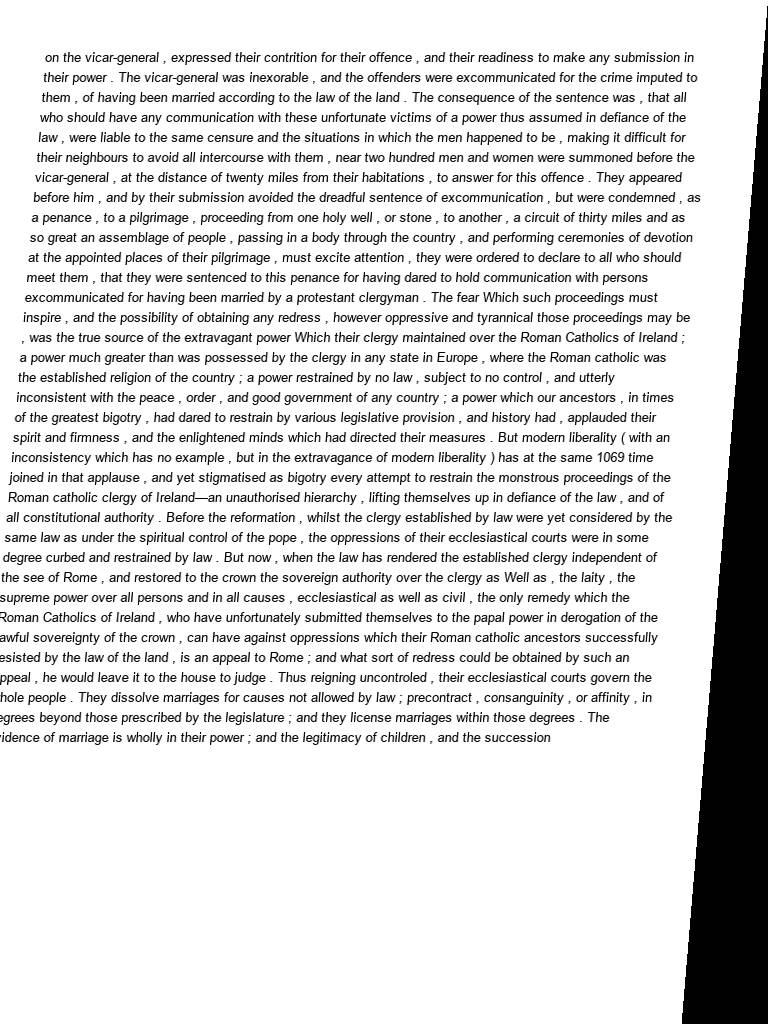 on the vicar-general , expressed their contrition for their offence , and their readiness to make any submission in
their power . The vicar-general was inexorable , and the offenders were excommunicated for the crime imputed to
them , of having been married according to the law of the land . The consequence of the sentence was , that all
who should have any communication with these unfortunate victims of a power thus assumed in defiance of the
law , were liable to the same censure and the situations in which the men happened to be , making it difficult for
their neighbours to avoid all intercourse with them , near two hundred men and women were summoned before the
vicar-general , at the distance of twenty miles from their habitations , to answer for this offence . They appeared
before him , and by their submission avoided the dreadful sentence of excommunication , but were condemned , as
a penance , to a pilgrimage , proceeding from one holy well , or stone , to another , a circuit of thirty miles and as
so great an assemblage of people , passing in a body through the country , and performing ceremonies of devotion
at the appointed places of their pilgrimage , must excite attention , they were ordered to declare to all who should
meet them , that they were sentenced to this penance for having dared to hold communication with persons
excommunicated for having been married by a protestant clergyman . The fear Which such proceedings must
inspire , and the possibility of obtaining any redress , however oppressive and tyrannical those proceedings may be
, was the true source of the extravagant power Which their clergy maintained over the Roman Catholics of Ireland ;
a power much greater than was possessed by the clergy in any state in Europe , where the Roman catholic was
the established religion of the country ; a power restrained by no law , subject to no control , and utterly
inconsistent with the peace , order , and good government of any country ; a power which our ancestors , in times
of the greatest bigotry , had dared to restrain by various legislative provision , and history had , applauded their
spirit and firmness , and the enlightened minds which had directed their measures . But modern liberality ( with an
inconsistency which has no example , but in the extravagance of modern liberality ) has at the same 1069 time
joined in that applause , and yet stigmatised as bigotry every attempt to restrain the monstrous proceedings of the
Roman catholic clergy of Ireland—an unauthorised hierarchy , lifting themselves up in defiance of the law , and of
all constitutional authority . Before the reformation , whilst the clergy established by law were yet considered by the
same law as under the spiritual control of the pope , the oppressions of their ecclesiastical courts were in some
degree curbed and restrained by law . But now , when the law has rendered the established clergy independent of
the see of Rome , and restored to the crown the sovereign authority over the clergy as Well as , the laity , the
supreme power over all persons and in all causes , ecclesiastical as well as civil , the only remedy which the
Roman Catholics of Ireland , who have unfortunately submitted themselves to the papal power in derogation of the
awful sovereignty of the crown , can have against oppressions which their Roman catholic ancestors successfully
esisted by the law of the land , is an appeal to Rome ; and what sort of redress could be obtained by such an
ppeal , he would leave it to the house to judge . Thus reigning uncontroled , their ecclesiastical courts govern the
hole people . They dissolve marriages for causes not allowed by law ; precontract , consanguinity , or affinity , in
egrees beyond those prescribed by the legislature ; and they license marriages within those degrees . The
vidence of marriage is wholly in their power ; and the legitimacy of children , and the succession